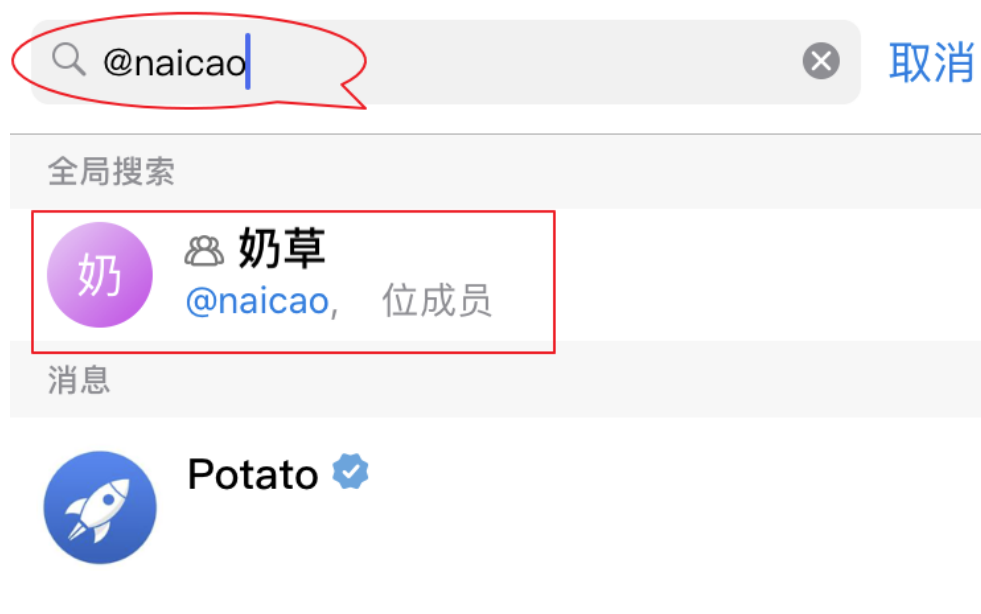 @naicao
取消
全局搜索
奶
奶草
@naicao, 位成员
消息
Potato